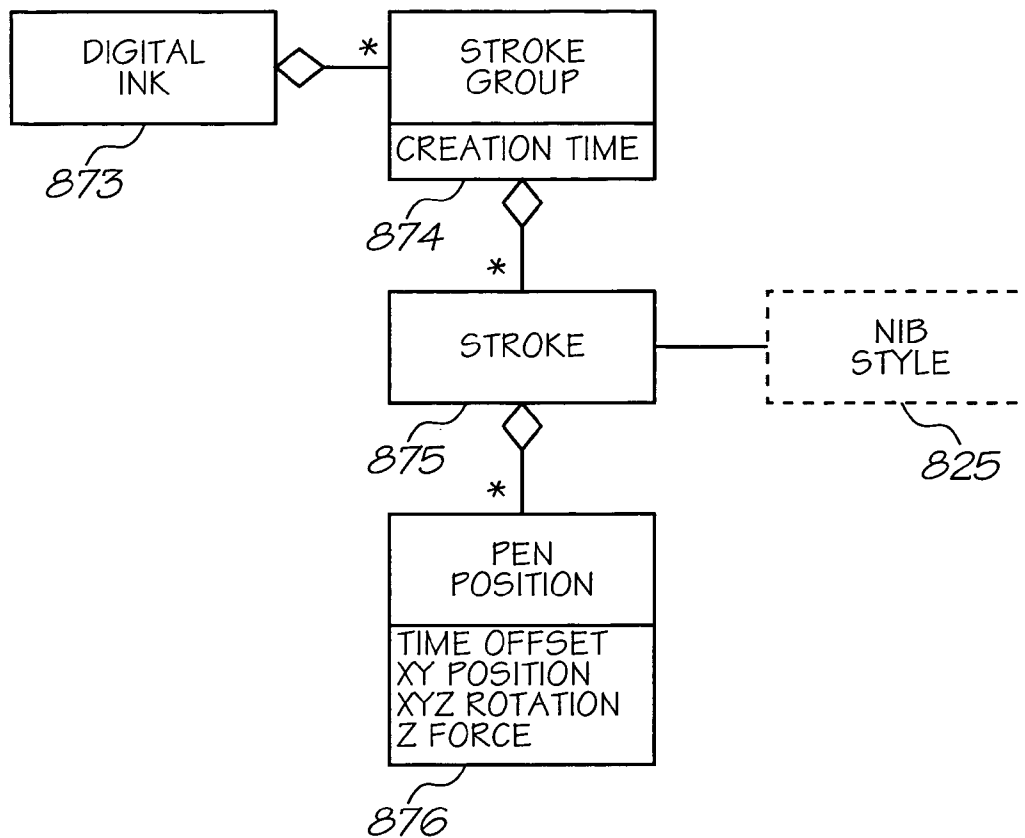 DIGITAL
INK
873
*
STROKE
GROUP
CREATION TIME
874
*
STROKE
875
NIB
STYLE
825
*
PEN
POSITION
TIME OFFSET
XY POSITION
XYZ ROTATION
Z FORCE
876